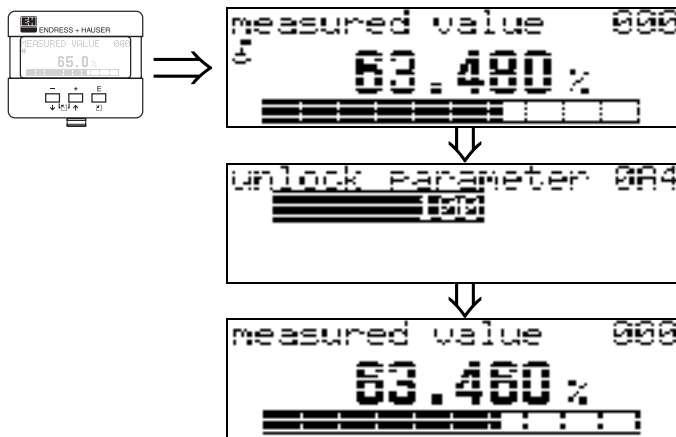 E+H
ENDRESS + HAUSER
MEASURED VALUE 000
65.0 %
- + E
measured value 000
63.480 %
unlock parameter 0A4
100
measured value 000
63.460 %